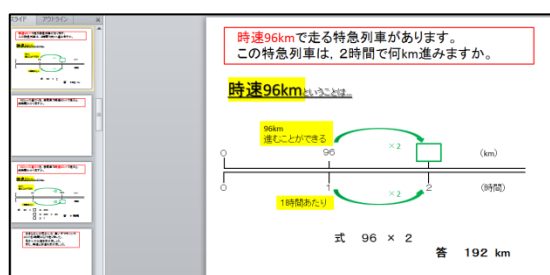 スライド アウトライン ×
時速96kmで走る特急列車があります。
この特急列車は，2時間で何km進みますか。
時速96kmということは…
96km
進むことができる
×2
0 96 (km)
0 1 2 (時間)
×2
1時間あたり
式 96 × 2
答 192 km